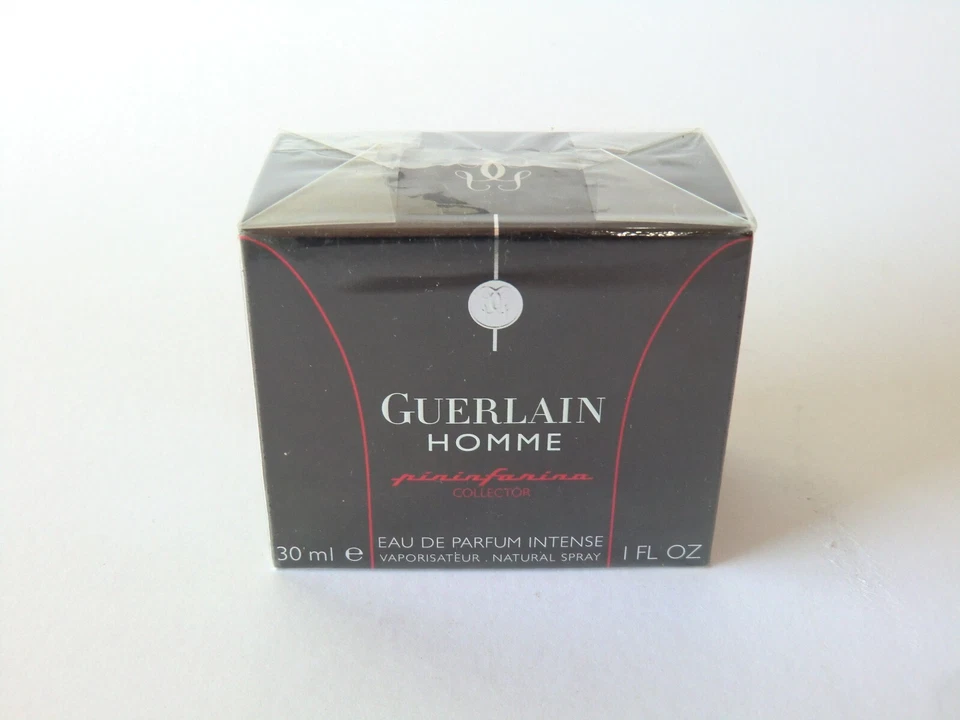 GUERLAIN
HOMME
pininfarina
COLLECTOR
EAU DE PARFUM INTENSE
30 ml ℮ VAPORISATEUR . NATURAL SPRAY 1 FL OZ